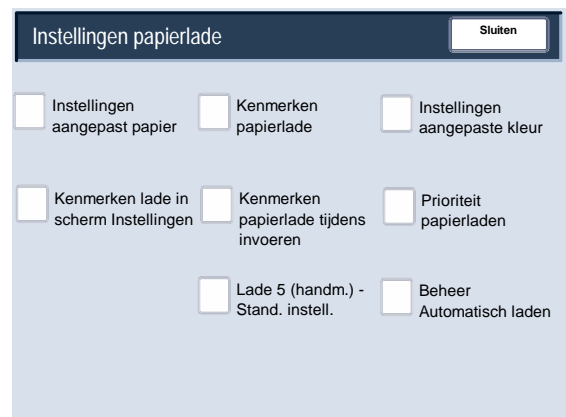 Instellingen papierlade
Sluiten
Instellingen
aangepast papier
Kenmerken
papierlade
Instellingen
aangepaste kleur
Kenmerken lade in
scherm Instellingen
Kenmerken
papierlade tijdens
invoeren
Prioriteit
papierladen
Lade 5 (handm.) -
Stand. instell.
Beheer
Automatisch laden